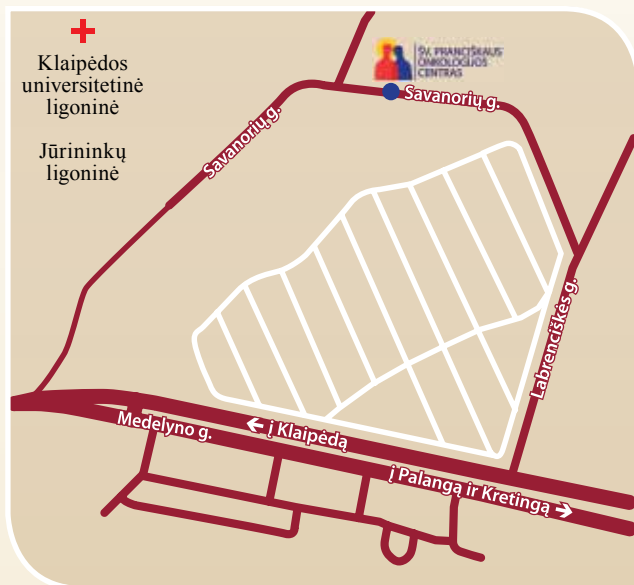 Klaipėdos
universitetinė
ligoninė
Jūrininkų
ligoninė
ŠV. PRANCIŠKAUS
ONKOLOGIJOS
CENTRAS
Savanorių g.
Savanorių g.
Labrenciškės g.
Medelyno g.
← į Klaipėdą
į Palangą ir Kretingą →